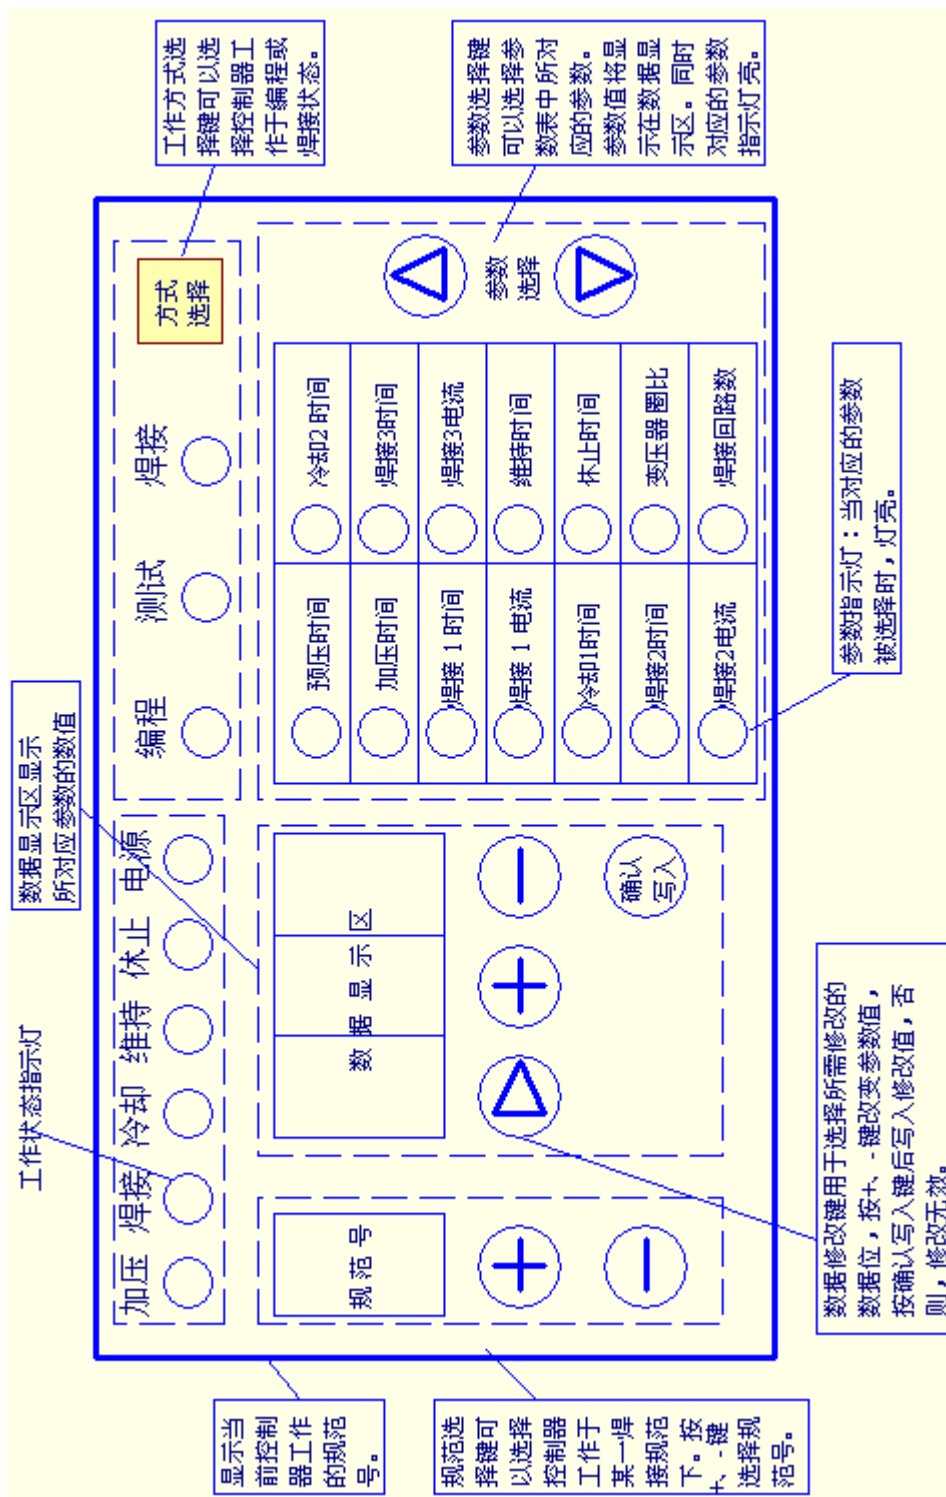 工作状态指示灯
数据显示区显示
所对应参数的数值
工作方式选
择键可以选
择控制器工
作于编程或
焊接状态。
加压 焊接 冷却 维持 休止 电源
编程 测试 焊接
方式
选择
规范号
数据显示区
确认
写入
预压时间 冷却2 时间
加压时间 焊接3时间
焊接 1 时间 焊接3电流
焊接 1 电流 维持时间
冷却1时间 休止时间
焊接2时间 变压器圈比
焊接2电流 焊接回路数
参数
选择
参数选择键
可以选择参
数表中所对
应的参数。
参数值将显
示在数据显
示区。同时
对应的参数
指示灯亮。
显示当
前控制
器工作
的规范
号。
规范选
择键可
以选择
控制器
工作于
某一焊
接规范
下。按
+、-键
选择规
范号。
数据修改键用于选择所需修改的
数据位，按+、-键改变参数值，
按确认写入键后写入修改值，否
则，修改无效。
参数指示灯：当对应的参数
被选择时，灯亮。